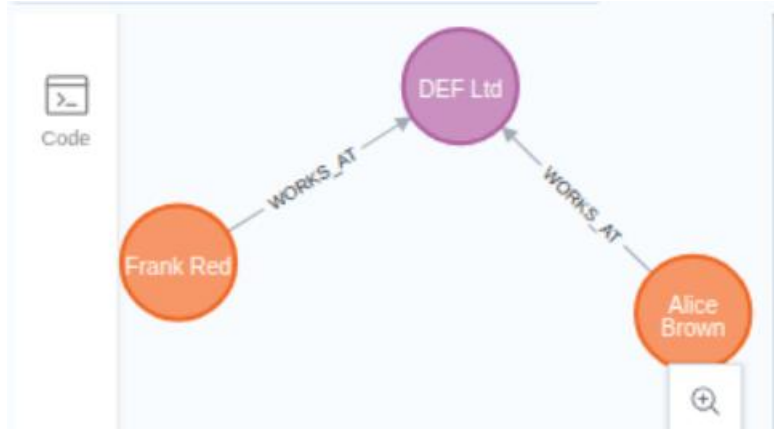 DEF Ltd
Code
WORKS_AT
WORKS_AT
Frank Red
Alice
Brown